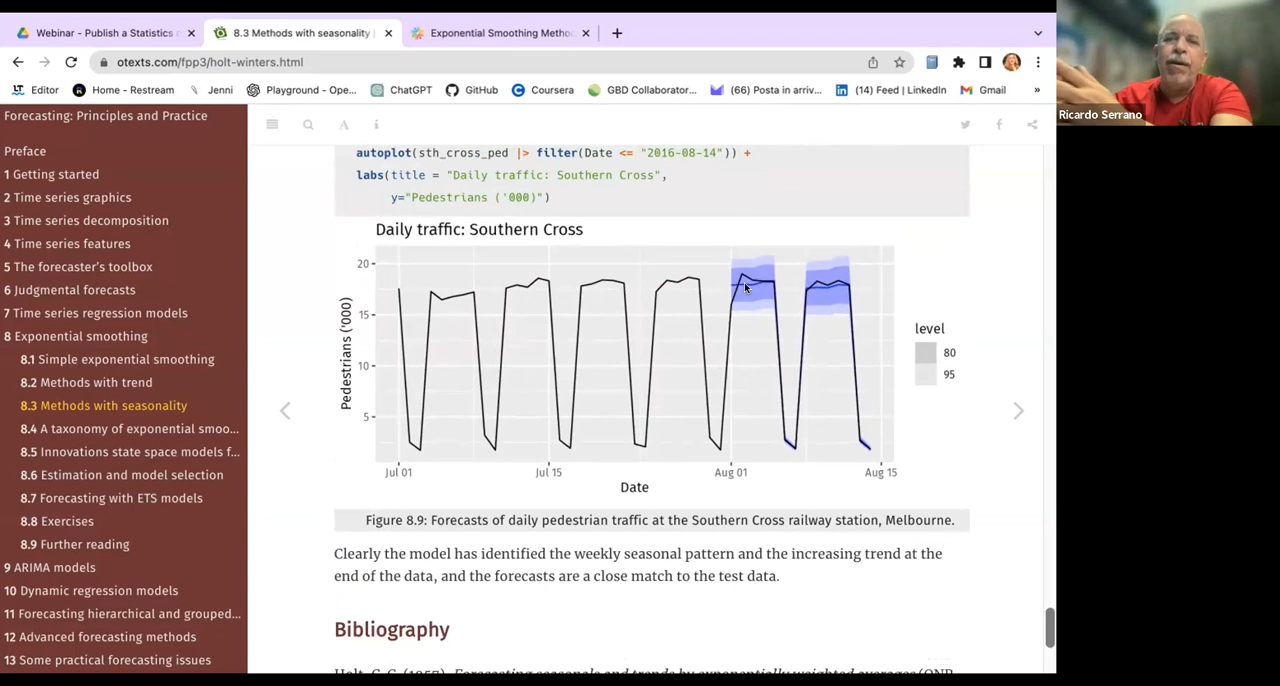 Webinar - Publish a Statistics
8.3 Methods with seasonality |
Exponential Smoothing Metho
otexts.com/fpp3/holt-winters.html
Editor
Home - Restream
Jenni
Playground - Ope...
ChatGPT
GitHub
Coursera
GBD Collaborator...
(66) Posta in arriv...
(14) Feed | LinkedIn
Gmail
»
Ricardo Serrano
Forecasting: Principles and Practice
Preface
1 Getting started
2 Time series graphics
3 Time series decomposition
4 Time series features
5 The forecaster's toolbox
6 Judgmental forecasts
7 Time series regression models
8 Exponential smoothing
8.1 Simple exponential smoothing
8.2 Methods with trend
8.3 Methods with seasonality
8.4 A taxonomy of exponential smoo...
8.5 Innovations state space models f...
8.6 Estimation and model selection
8.7 Forecasting with ETS models
8.8 Exercises
8.9 Further reading
9 ARIMA models
10 Dynamic regression models
11 Forecasting hierarchical and grouped...
12 Advanced forecasting methods
13 Some practical forecasting issues
autoplot(sth_cross_ped |> filter(Date <= "2016-08-14")) +
labs(title = "Daily traffic: Southern Cross",
y="Pedestrians ('000)")
Daily traffic: Southern Cross
20
15
10
5
Pedestrians ('000)
Jul 01
Jul 15
Aug 01
Aug 15
Date
level
80
95
Figure 8.9: Forecasts of daily pedestrian traffic at the Southern Cross railway station, Melbourne.
Clearly the model has identified the weekly seasonal pattern and the increasing trend at the
end of the data, and the forecasts are a close match to the test data.
Bibliography
Holt, C. C. (1957). Forecasting seasonals and trends by exponentially weighted averages (ONR